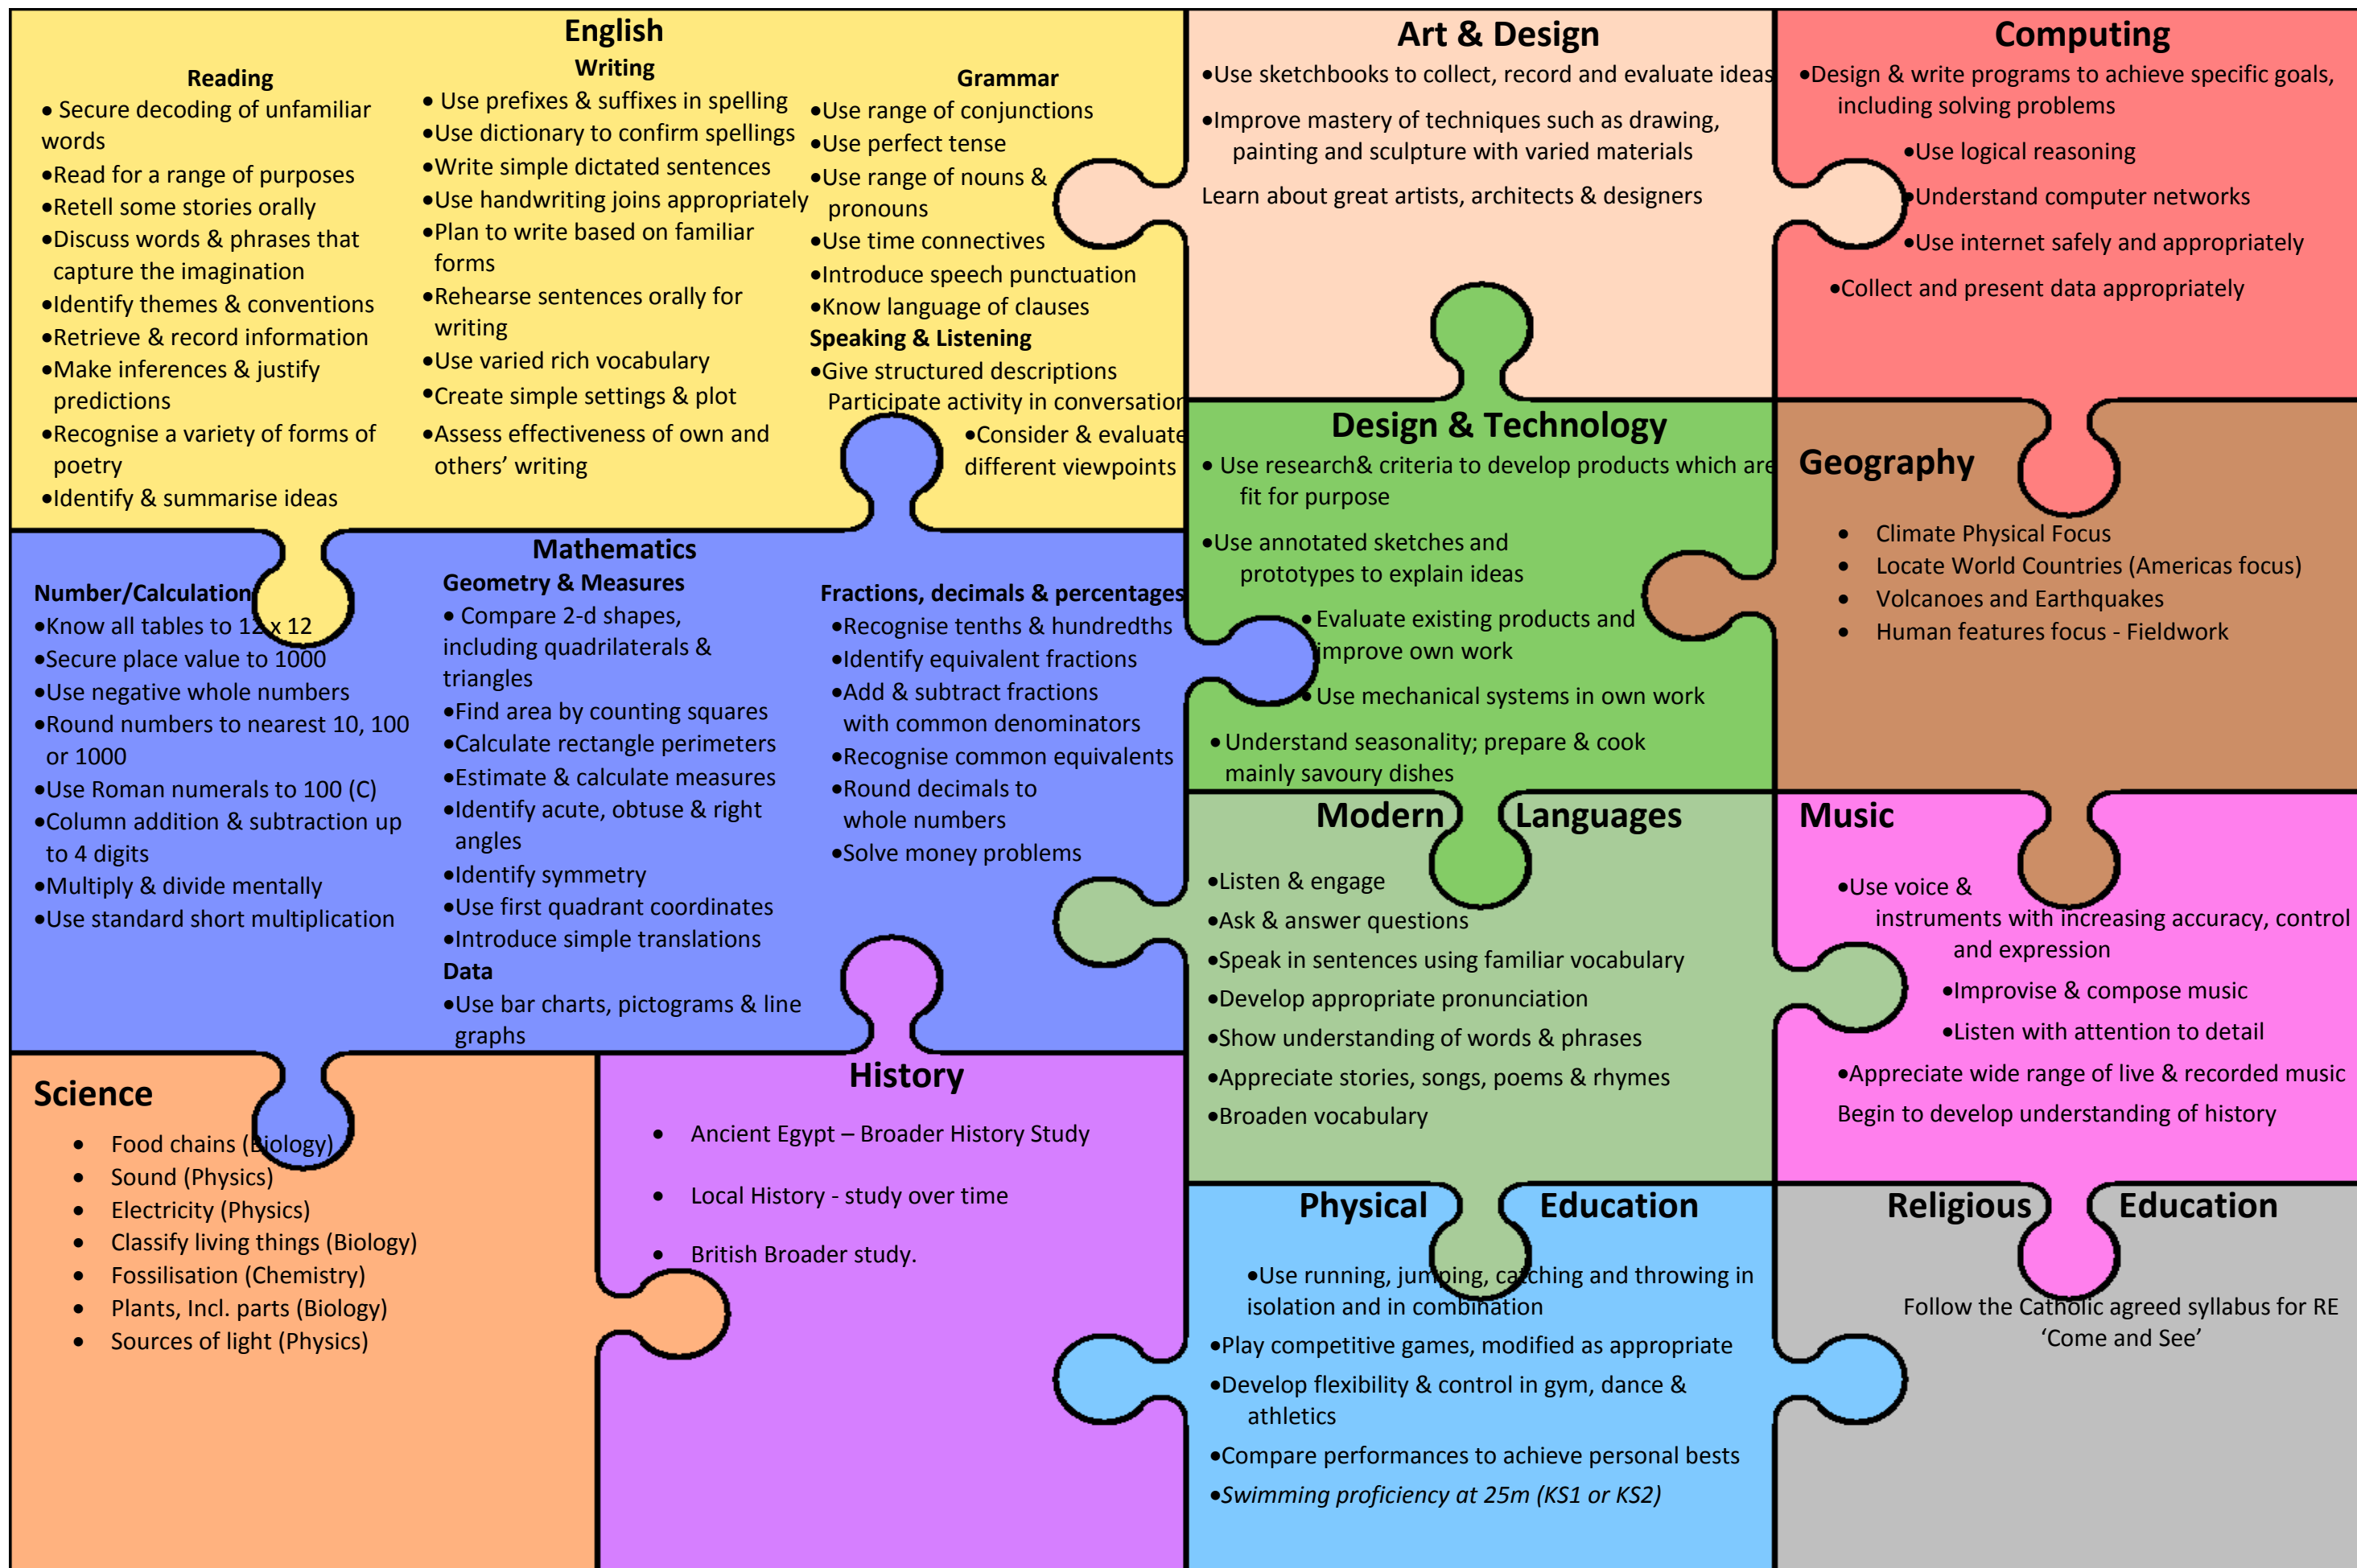 English
Reading
• Secure decoding of unfamiliar
words
•Read for a range of purposes
•Retell some stories orally
•Discuss words & phrases that
capture the imagination
•Identify themes & conventions
•Retrieve & record information
•Make inferences & justify
predictions
•Recognise a variety of forms of
poetry
•Identify & summarise ideas
Writing
• Use prefixes & suffixes in spelling
•Use dictionary to confirm spellings
•Write simple dictated sentences
•Use handwriting joins appropriately
•Plan to write based on familiar
forms
•Rehearse sentences orally for
writing
•Use varied rich vocabulary
•Create simple settings & plot
•Assess effectiveness of own and
others’ writing
Grammar
•Use range of conjunctions
•Use perfect tense
•Use range of nouns &
pronouns
•Use time connectives
•Introduce speech punctuation
•Know language of clauses
Speaking & Listening
•Give structured descriptions
Participate activity in conversation
•Consider & evaluate
different viewpoints
Art & Design
•Use sketchbooks to collect, record and evaluate ideas
•Improve mastery of techniques such as drawing,
painting and sculpture with varied materials
Learn about great artists, architects & designers
Computing
•Design & write programs to achieve specific goals,
including solving problems
•Use logical reasoning
•Understand computer networks
•Use internet safely and appropriately
•Collect and present data appropriately
Design & Technology
• Use research& criteria to develop products which are
fit for purpose
•Use annotated sketches and
prototypes to explain ideas
•Evaluate existing products and
improve own work
•Use mechanical systems in own work
•Understand seasonality; prepare & cook
mainly savoury dishes
Geography
• Climate Physical Focus
• Locate World Countries (Americas focus)
• Volcanoes and Earthquakes
• Human features focus - Fieldwork
Mathematics
Number/Calculation
•Know all tables to 12 x 12
•Secure place value to 1000
•Use negative whole numbers
•Round numbers to nearest 10, 100
or 1000
•Use Roman numerals to 100 (C)
•Column addition & subtraction up
to 4 digits
•Multiply & divide mentally
•Use standard short multiplication
Geometry & Measures
• Compare 2-d shapes,
including quadrilaterals &
triangles
•Find area by counting squares
•Calculate rectangle perimeters
•Estimate & calculate measures
•Identify acute, obtuse & right
angles
•Identify symmetry
•Use first quadrant coordinates
•Introduce simple translations
Data
•Use bar charts, pictograms & line
graphs
Fractions, decimals & percentages
•Recognise tenths & hundredths
•Identify equivalent fractions
•Add & subtract fractions
with common denominators
•Recognise common equivalents
•Round decimals to
whole numbers
•Solve money problems
Modern Languages
•Listen & engage
•Ask & answer questions
•Speak in sentences using familiar vocabulary
•Develop appropriate pronunciation
•Show understanding of words & phrases
•Appreciate stories, songs, poems & rhymes
•Broaden vocabulary
Music
•Use voice &
instruments with increasing accuracy, control
and expression
•Improvise & compose music
•Listen with attention to detail
•Appreciate wide range of live & recorded music
Begin to develop understanding of history
Science
• Food chains (Biology)
• Sound (Physics)
• Electricity (Physics)
• Classify living things (Biology)
• Fossilisation (Chemistry)
• Plants, Incl. parts (Biology)
• Sources of light (Physics)
History
• Ancient Egypt – Broader History Study
• Local History - study over time
• British Broader study.
Physical Education
•Use running, jumping, catching and throwing in
isolation and in combination
•Play competitive games, modified as appropriate
•Develop flexibility & control in gym, dance &
athletics
•Compare performances to achieve personal bests
•Swimming proficiency at 25m (KS1 or KS2)
Religious Education
Follow the Catholic agreed syllabus for RE
‘Come and See’